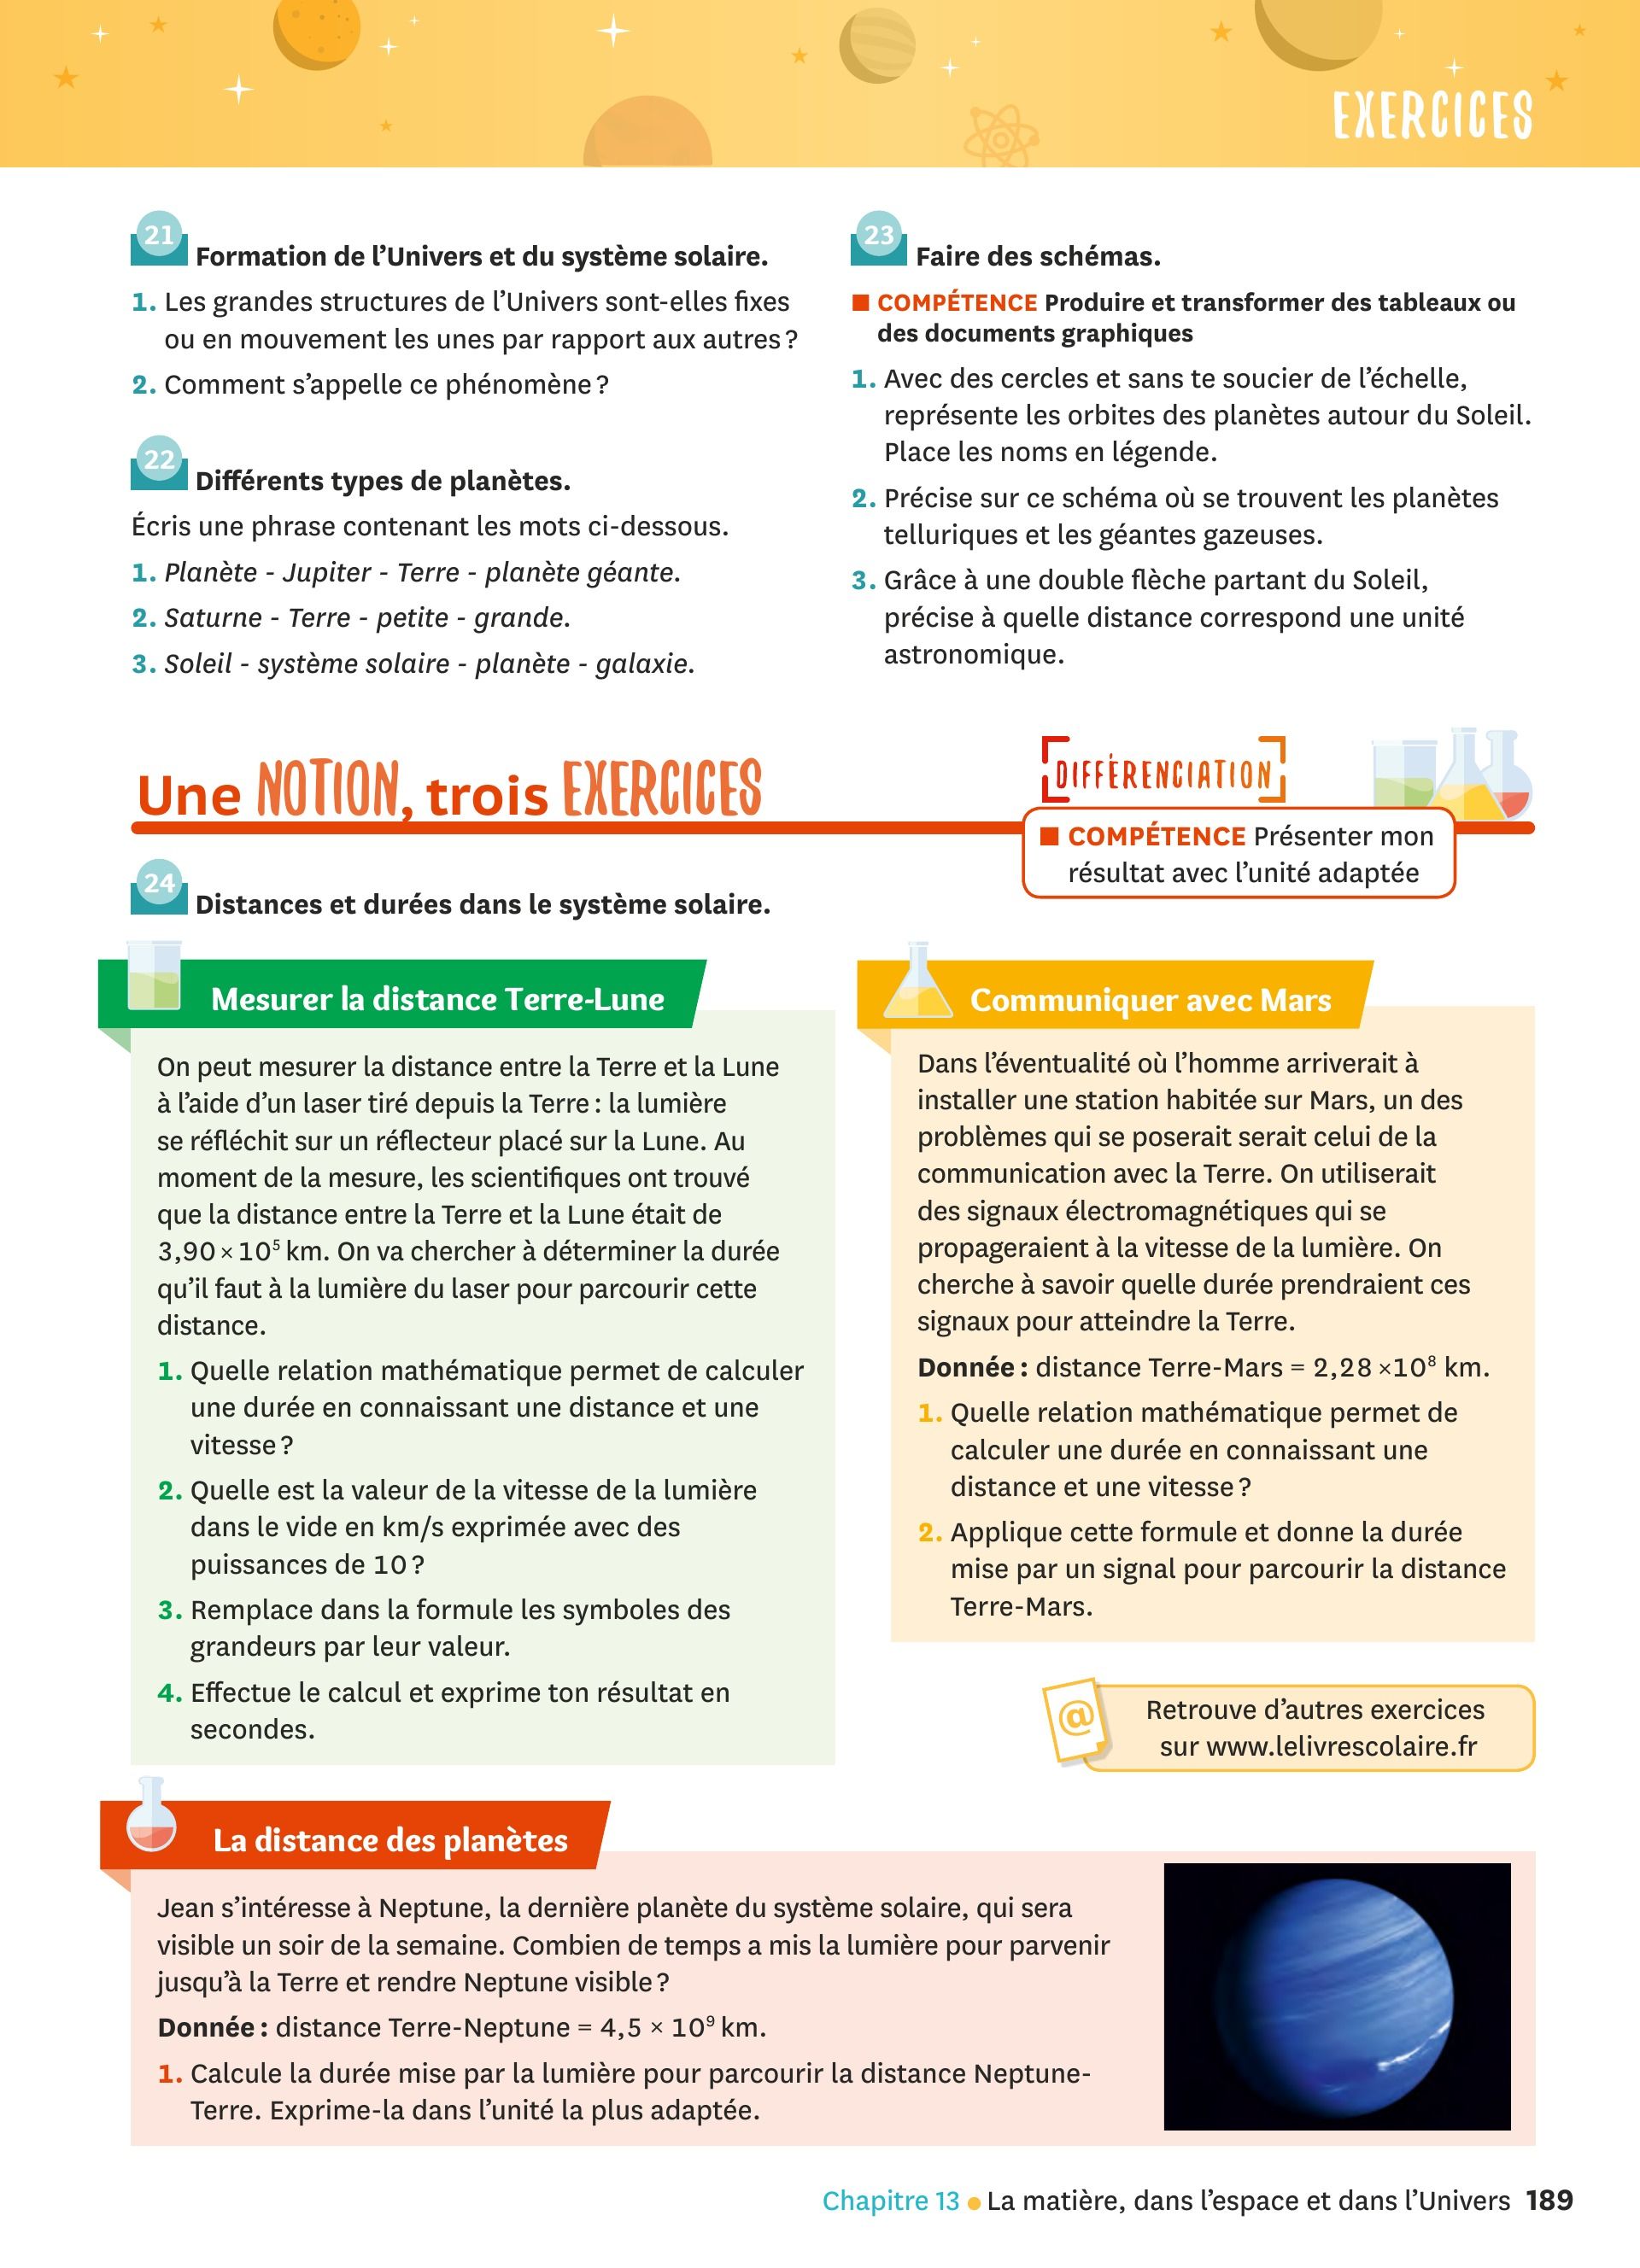 EXERCICES
21 Formation de l’Univers et du système solaire.
1. Les grandes structures de l’Univers sont-elles fixes
ou en mouvement les unes par rapport aux autres ?
2. Comment s’appelle ce phénomène ?
22 Différents types de planètes.
Écris une phrase contenant les mots ci-dessous.
1. Planète - Jupiter - Terre - planète géante.
2. Saturne - Terre - petite - grande.
3. Soleil - système solaire - planète - galaxie.
23 Faire des schémas.
COMPÉTENCE Produire et transformer des tableaux ou
des documents graphiques
1. Avec des cercles et sans te soucier de l’échelle,
représente les orbites des planètes autour du Soleil.
Place les noms en légende.
2. Précise sur ce schéma où se trouvent les planètes
telluriques et les géantes gazeuses.
3. Grâce à une double flèche partant du Soleil,
précise à quelle distance correspond une unité
astronomique.
Une NOTION, trois EXERCICES
DIFFÉRENCIATION
COMPÉTENCE Présenter mon
résultat avec l’unité adaptée
24 Distances et durées dans le système solaire.
Mesurer la distance Terre-Lune
On peut mesurer la distance entre la Terre et la Lune
à l’aide d’un laser tiré depuis la Terre : la lumière
se réfléchit sur un réflecteur placé sur la Lune. Au
moment de la mesure, les scientifiques ont trouvé
que la distance entre la Terre et la Lune était de
3,90 × 10⁵ km. On va chercher à déterminer la durée
qu’il faut à la lumière du laser pour parcourir cette
distance.
1. Quelle relation mathématique permet de calculer
une durée en connaissant une distance et une
vitesse ?
2. Quelle est la valeur de la vitesse de la lumière
dans le vide en km/s exprimée avec des
puissances de 10 ?
3. Remplace dans la formule les symboles des
grandeurs par leur valeur.
4. Effectue le calcul et exprime ton résultat en
secondes.
Communiquer avec Mars
Dans l’éventualité où l’homme arriverait à
installer une station habitée sur Mars, un des
problèmes qui se poserait serait celui de la
communication avec la Terre. On utiliserait
des signaux électromagnétiques qui se
propageraient à la vitesse de la lumière. On
cherche à savoir quelle durée prendraient ces
signaux pour atteindre la Terre.
Donnée : distance Terre-Mars = 2,28 ×10⁸ km.
1. Quelle relation mathématique permet de
calculer une durée en connaissant une
distance et une vitesse ?
2. Applique cette formule et donne la durée
mise par un signal pour parcourir la distance
Terre-Mars.
@ Retrouve d’autres exercices
sur www.lelivrescolaire.fr
La distance des planètes
Jean s’intéresse à Neptune, la dernière planète du système solaire, qui sera
visible un soir de la semaine. Combien de temps a mis la lumière pour parvenir
jusqu’à la Terre et rendre Neptune visible ?
Donnée : distance Terre-Neptune = 4,5 × 10⁹ km.
1. Calcule la durée mise par la lumière pour parcourir la distance Neptune-
Terre. Exprime-la dans l’unité la plus adaptée.
Chapitre 13 • La matière, dans l’espace et dans l’Univers 189